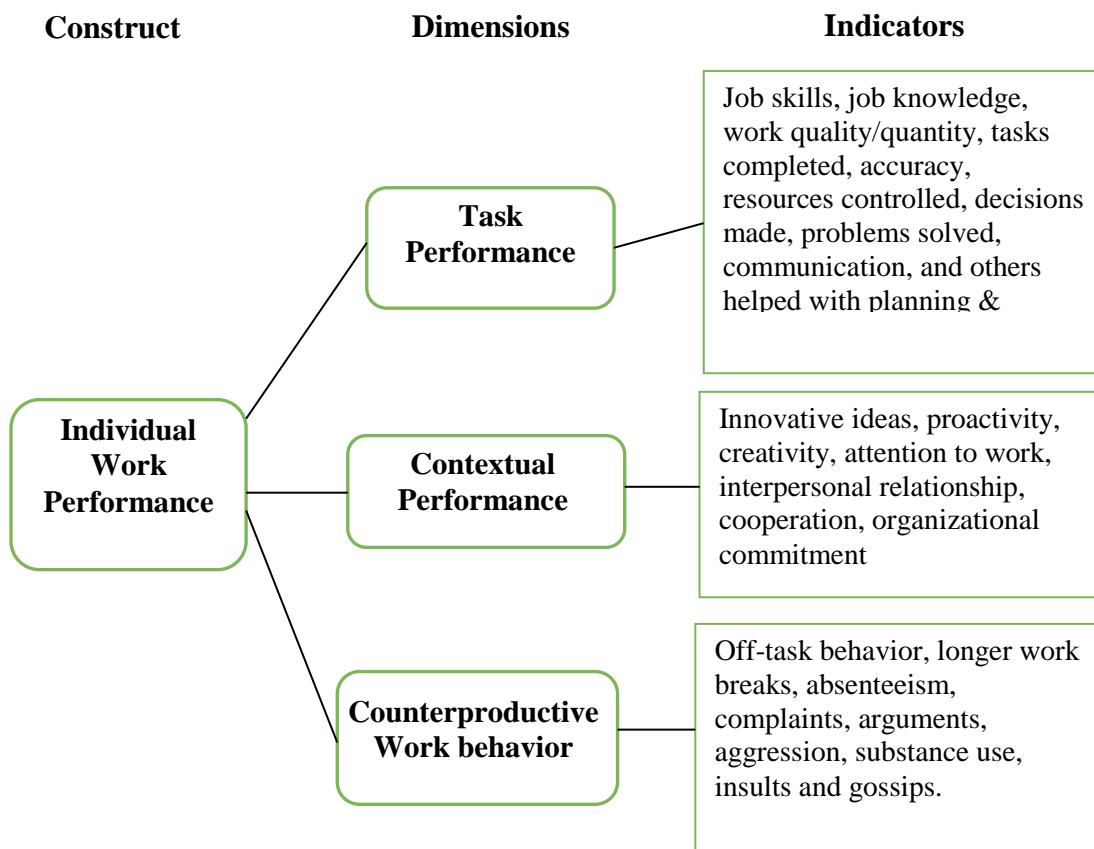 Construct
Dimensions
Indicators
Job skills, job knowledge,
work quality/quantity, tasks
completed, accuracy,
resources controlled, decisions
made, problems solved,
communication, and others
helped with planning &
Task
Performance
Individual
Work
Performance
Contextual
Performance
Innovative ideas, proactivity,
creativity, attention to work,
interpersonal relationship,
cooperation, organizational
commitment
Counterproductive
Work behavior
Off-task behavior, longer work
breaks, absenteeism,
complaints, arguments,
aggression, substance use,
insults and gossips.